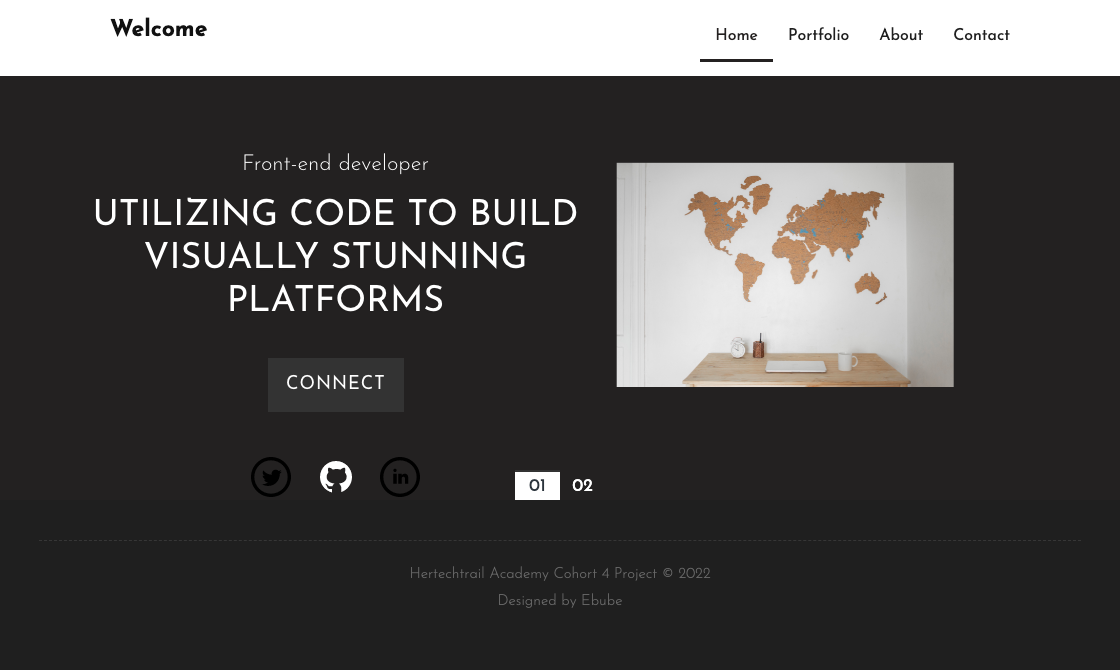 Welcome
Home Portfolio About Contact
Front-end developer
UTILIZING CODE TO BUILD
VISUALLY STUNNING
PLATFORMS
CONNECT
01 02
Hertechtrail Academy Cohort 4 Project © 2022
Designed by Ebube